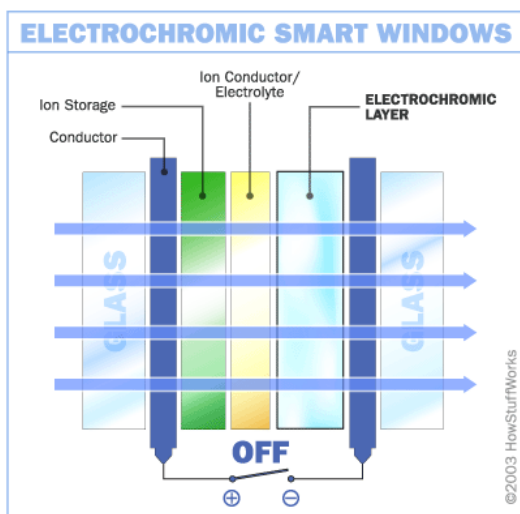 ELECTROCHROMIC SMART WINDOWS
Ion Conductor/
Electrolyte
Ion Storage
ELECTROCHROMIC
LAYER
Conductor
GLASS
GLASS
OFF
+
−
©2003 HowStuffWorks